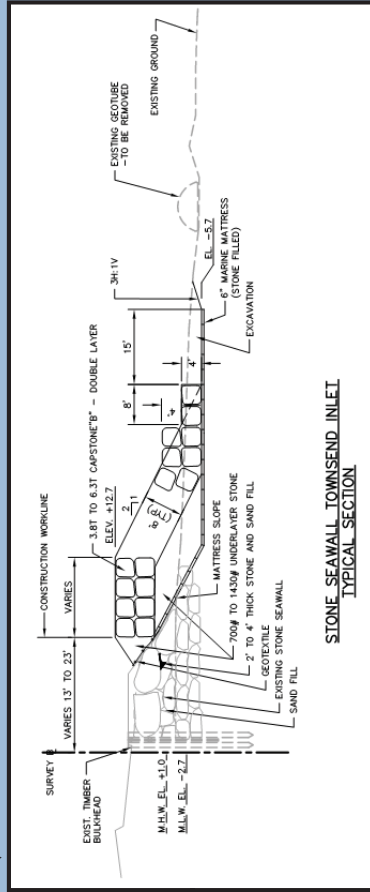 SURVEY
CONSTRUCTION WORKLINE
VARIES 13' TO 23'
VARIES
3.8T TO 6.3T CAPSTONE"B" - DOUBLE LAYER
ELEV. +12.7
2
1
8'
(TYP)
8'
15'
4'
4'
3H:1V
EXISTING GEOTUBE
-TO BE REMOVED
EXISTING GROUND
EXIST. TIMBER
BULKHEAD
M.H.W. EL. +1.0
M.L.W. EL. -2.7
EL -5.7
6" MARINE MATTRESS
(STONE FILLED)
EXCAVATION
MATTRESS SLOPE
700# TO 1430# UNDERLAYER STONE
2' TO 4' THICK STONE AND SAND FILL
GEOTEXTILE
EXISTING STONE SEAWALL
SAND FILL
STONE SEAWALL TOWNSEND INLET
TYPICAL SECTION